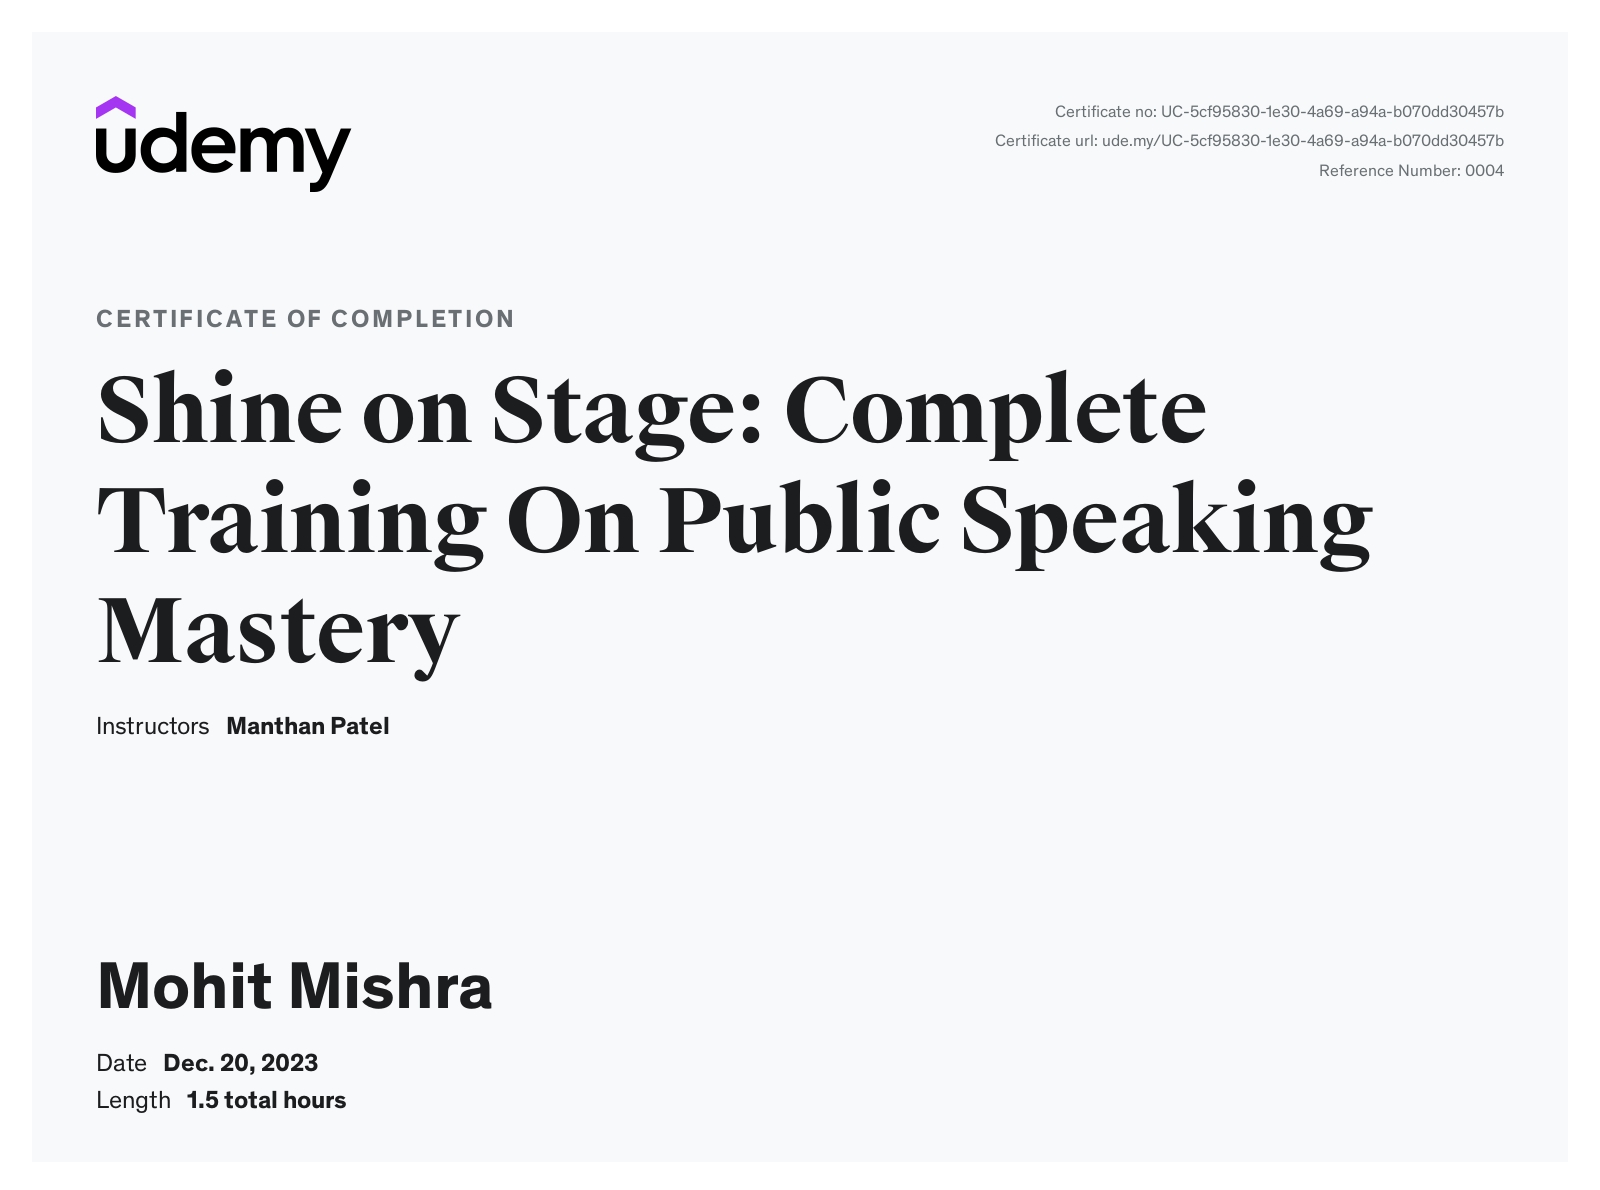 udemy
Certificate no: UC-5cf95830-1e30-4a69-a94a-b070dd30457b
Certificate url: ude.my/UC-5cf95830-1e30-4a69-a94a-b070dd30457b
Reference Number: 0004
CERTIFICATE OF COMPLETION
Shine on Stage: Complete
Training On Public Speaking
Mastery
Instructors Manthan Patel
Mohit Mishra
Date Dec. 20, 2023
Length 1.5 total hours